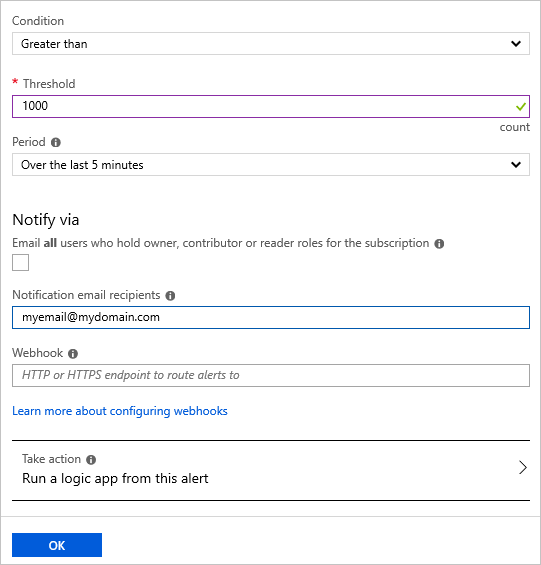 Condition
Greater than
* Threshold
1000
count
Period
Over the last 5 minutes
Notify via
Email all users who hold owner, contributor or reader roles for the subscription
Notification email recipients
myemail@mydomain.com
Webhook
HTTP or HTTPS endpoint to route alerts to
Learn more about configuring webhooks
Take action
Run a logic app from this alert
OK